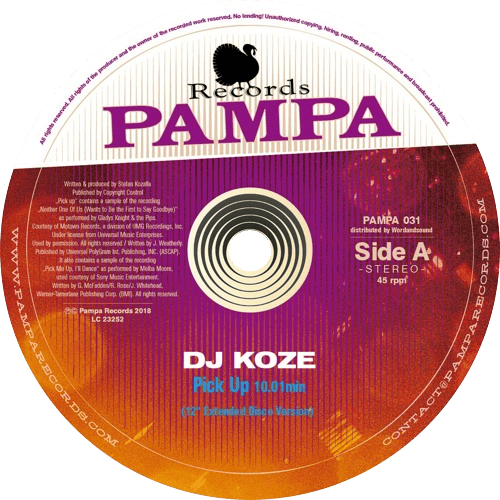 All rights of the producer and the owner of the recorded work reserved. No lending! Unauthorized copying, hiring, renting, public performance and broadcast prohibited.
Records
PAMPA
Written & produced by Stefan Kozalla
Published by Copyright Control
„Pick up" contains a sample of the recording
„Neither One Of Us (Wants to Be the First to Say Goodbye)"
as performed by Gladys Knight & the Pips.
Courtesy of Motown Records, a division of UMG Recordings, Inc.
Under license from Universal Music Enterprises.
Used by permission. All rights reserved / Written by J. Weatherly.
Published by Universal PolyGram Int. Publishing, INC. (ASCAP).
It also contains a sample of the recording
„Pick Me Up, I'll Dance" as performed by Melba Moore,
used courtesy of Sony Music Entertainment.
Written by G. McFadden/R. Rose/J. Whitehead,
Warner-Tamerlane Publishing Corp. (BMI). All rights reserved.
℗© Pampa Records 2018
LC 23252
PAMPA 031
distributed by Wordandsound
Side A
-STEREO-
45 rpm
DJ KOZE
Pick Up 10.01min
(12" Extended Disco Version)
WWW.PAMPARECORDS.COM
CONTACT@PAMPARECORDS.COM